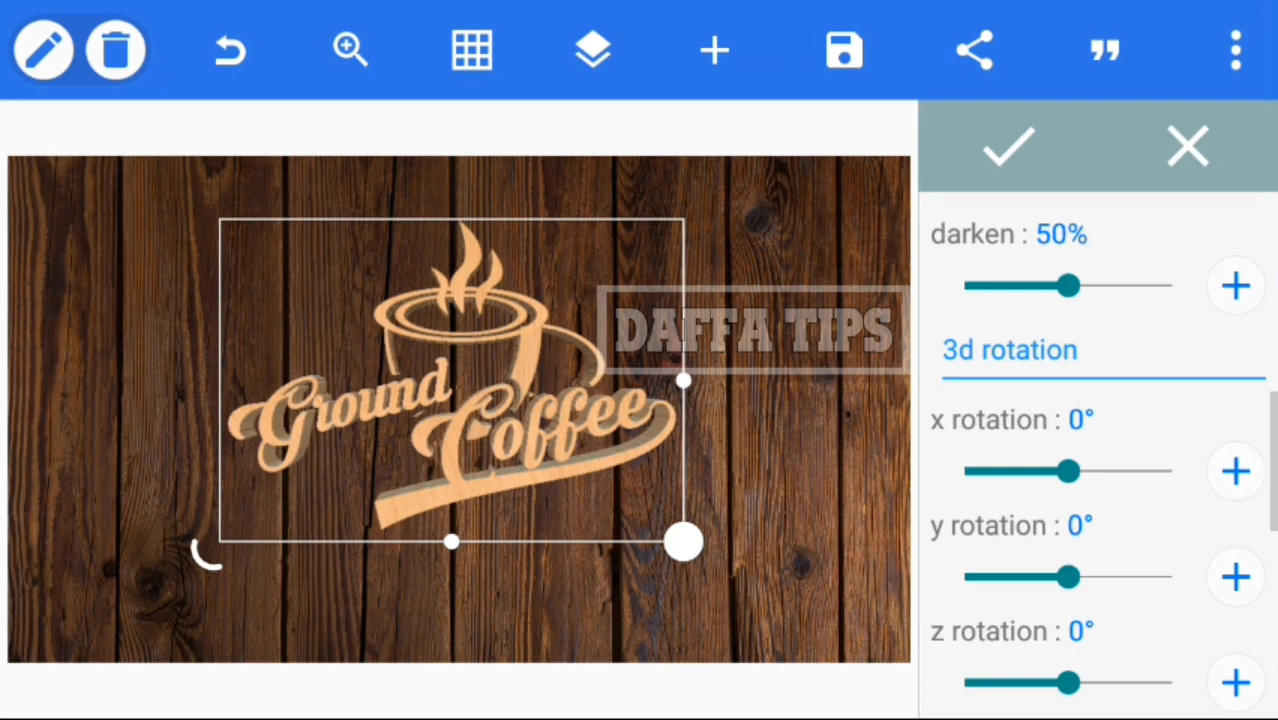 darken : 50%
DAFFA TIPS
3d rotation
x rotation : 0°
Ground
Coffee
y rotation : 0°
z rotation : 0°